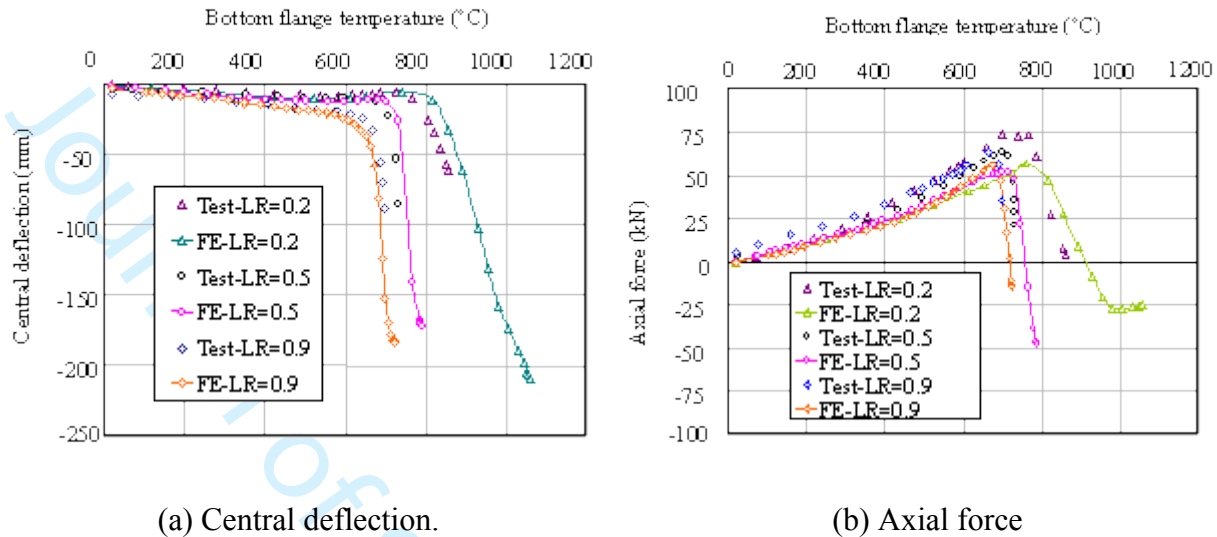 Bottom flange temperature (°C)
0 200 400 600 800 1000 1200
Central deflection (mm)
-50
-100
-150
-200
-250
Test-LR=0.2
FE-LR=0.2
Test-LR=0.5
FE-LR=0.5
Test-LR=0.9
FE-LR=0.9
(a) Central deflection.
Bottom flange temperature (°C)
0 200 400 600 800 1000 1200
Axial force (kN)
100
75
50
25
0
-25
-50
-75
-100
Test-LR=0.2
FE-LR=0.2
Test-LR=0.5
FE-LR=0.5
Test-LR=0.9
FE-LR=0.9
(b) Axial force
Journal of